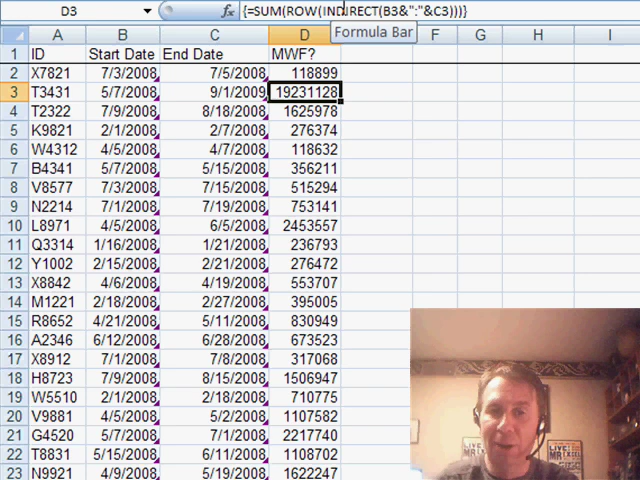 D3 fx {=SUM(ROW(INDIRECT(B3&":"&C3)))}
Formula Bar
A B C D F G H I
1 ID Start Date End Date MWF?
2 X7821 7/3/2008 7/5/2008 118899
3 T3431 5/7/2008 9/1/2009 19231128
4 T2322 7/9/2008 8/18/2008 1625978
5 K9821 2/1/2008 2/7/2008 276374
6 W4312 4/5/2008 4/7/2008 118632
7 B4341 5/7/2008 5/15/2008 356211
8 V8577 7/3/2008 7/15/2008 515294
9 N2214 7/1/2008 7/19/2008 753141
10 L8971 4/5/2008 6/5/2008 2453557
11 Q3314 1/16/2008 1/21/2008 236793
12 Y1002 2/15/2008 2/21/2008 276472
13 X8842 4/6/2008 4/19/2008 553707
14 M1221 2/18/2008 2/27/2008 395005
15 R8652 4/21/2008 5/11/2008 830949
16 A2346 6/12/2008 6/28/2008 673523
17 X8912 7/1/2008 7/8/2008 317068
18 H8723 7/9/2008 8/15/2008 1506947
19 W5510 2/1/2008 2/18/2008 710775
20 V9881 4/5/2008 5/2/2008 1107582
21 G4520 5/7/2008 7/1/2008 2217740
22 T8831 5/15/2008 6/11/2008 1108702
23 N9921 4/9/2008 5/19/2008 1622247
LIVE
MR
LIVE
MR XL